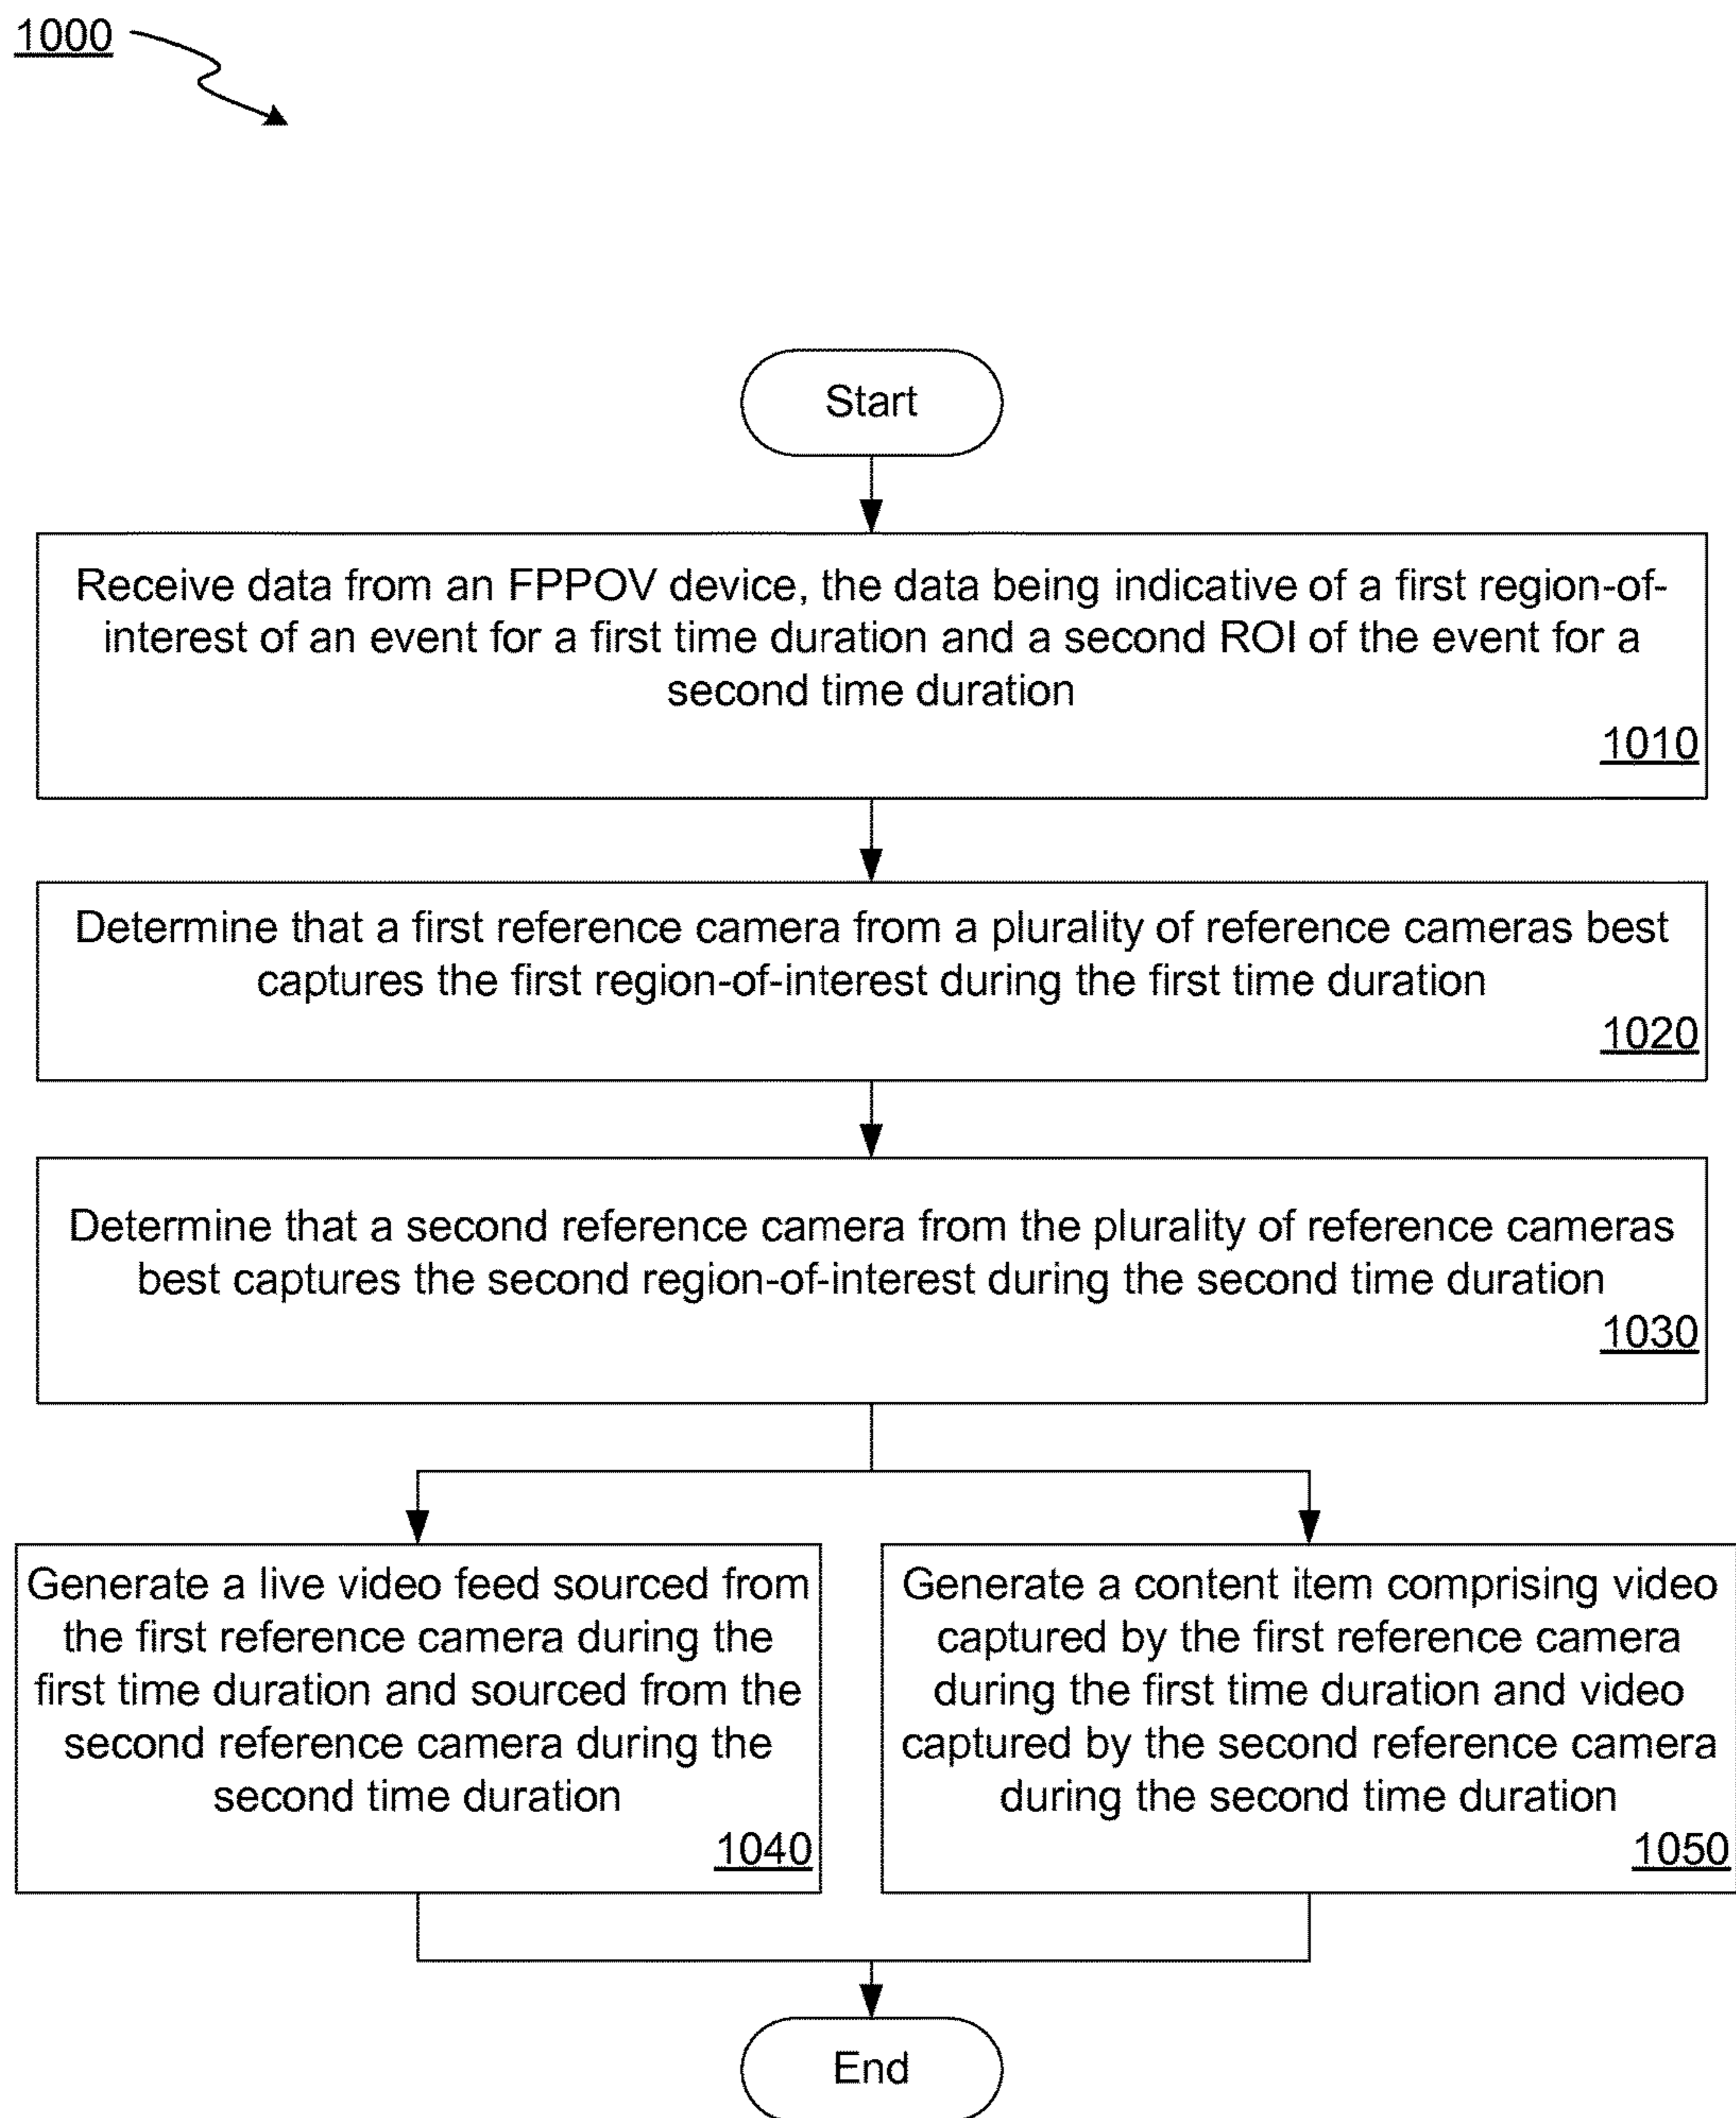 1000
Start
Receive data from an FPPOV device, the data being indicative of a first region-of-
interest of an event for a first time duration and a second ROI of the event for a
second time duration
1010
Determine that a first reference camera from a plurality of reference cameras best
captures the first region-of-interest during the first time duration
1020
Determine that a second reference camera from the plurality of reference cameras
best captures the second region-of-interest during the second time duration
1030
Generate a live video feed sourced from
the first reference camera during the
first time duration and sourced from the
second reference camera during the
second time duration
1040
Generate a content item comprising video
captured by the first reference camera
during the first time duration and video
captured by the second reference camera
during the second time duration
1050
End